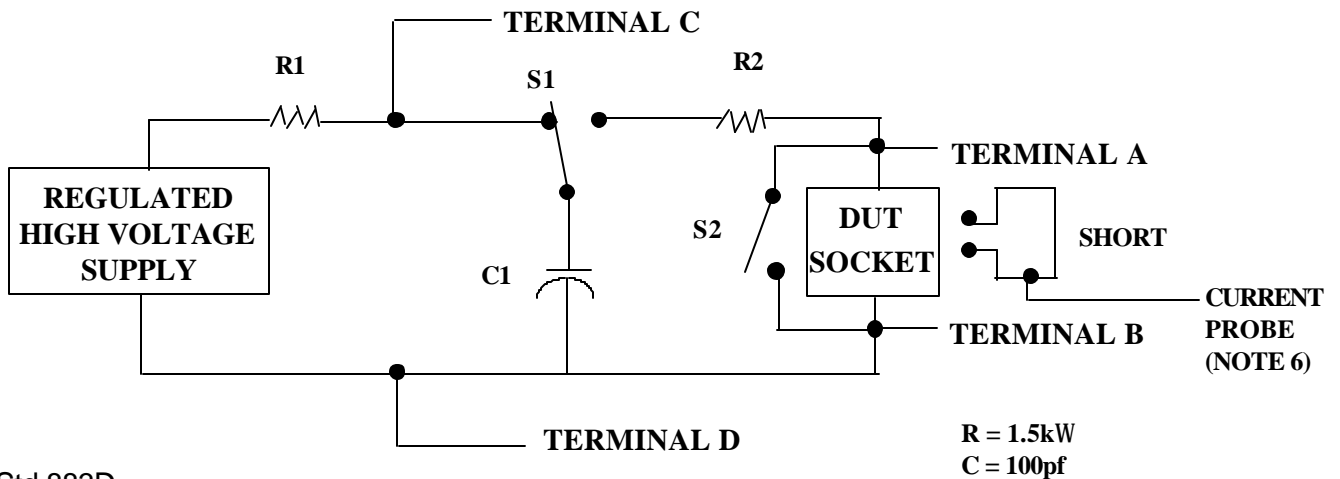 TERMINAL C
R1
S1
R2
TERMINAL A
REGULATED
HIGH VOLTAGE
SUPPLY
S2
DUT
SOCKET
SHORT
C1
CURRENT
PROBE
(NOTE 6)
TERMINAL B
TERMINAL D
R = 1.5kW
C = 100pf